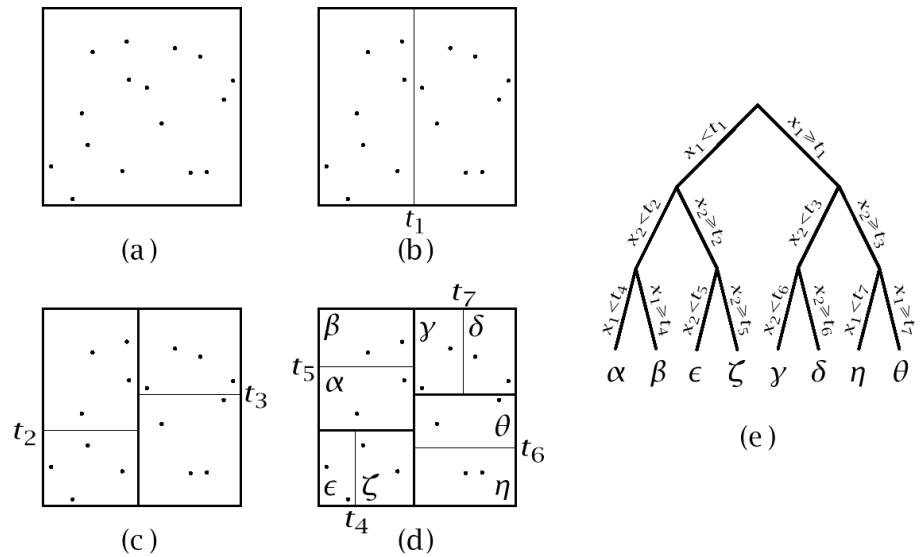 t₁
(a)
(b)
t₂
t₃
(c)
t₇
β
γ
δ
t₅
α
θ
t₆
ϵ
ζ
η
t₄
(d)
x₁<t₁
x₁≥t₁
x₂<t₂
x₂≥t₂
x₂<t₃
x₂≥t₃
x₁<t₄
x₁≥t₄
x₂<t₅
x₂≥t₅
x₂<t₆
x₂≥t₆
x₁<t₇
x₁≥t₇
α β ϵ ζ γ δ η θ
(e)